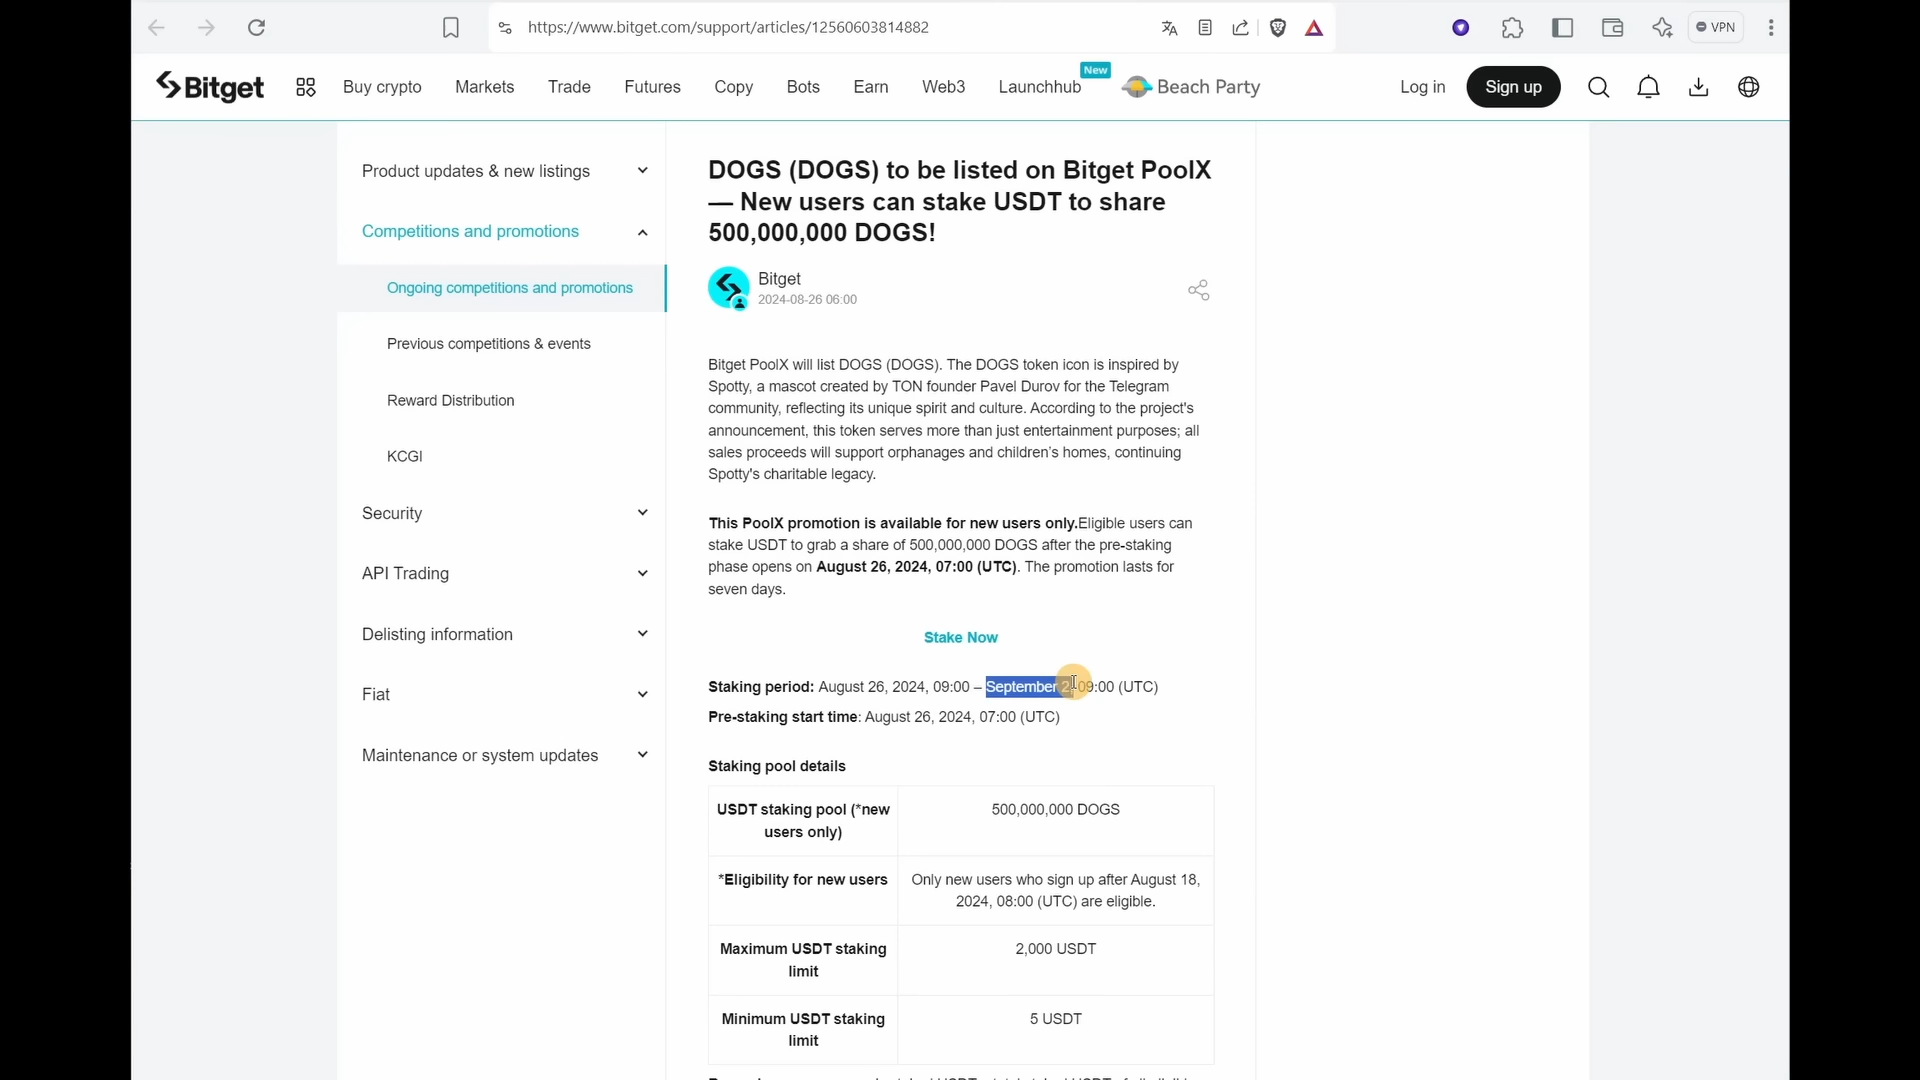 https://www.bitget.com/support/articles/12560603814882
VPN
Bitget
Buy crypto
Markets
Trade
Futures
Copy
Bots
Earn
Web3
Launchhub
New
Beach Party
Log in
Sign up
Product updates & new listings
Competitions and promotions
Ongoing competitions and promotions
Previous competitions & events
Reward Distribution
KCGI
Security
API Trading
Delisting information
Fiat
Maintenance or system updates
DOGS (DOGS) to be listed on Bitget PoolX
— New users can stake USDT to share
500,000,000 DOGS!
Bitget
2024-08-26 06:00
Bitget PoolX will list DOGS (DOGS). The DOGS token icon is inspired by
Spotty, a mascot created by TON founder Pavel Durov for the Telegram
community, reflecting its unique spirit and culture. According to the project's
announcement, this token serves more than just entertainment purposes; all
sales proceeds will support orphanages and children's homes, continuing
Spotty's charitable legacy.
This PoolX promotion is available for new users only.Eligible users can
stake USDT to grab a share of 500,000,000 DOGS after the pre-staking
phase opens on August 26, 2024, 07:00 (UTC). The promotion lasts for
seven days.
Stake Now
Staking period: August 26, 2024, 09:00 – September 2, 09:00 (UTC)
Pre-staking start time: August 26, 2024, 07:00 (UTC)
Staking pool details
USDT staking pool (*new
users only)
500,000,000 DOGS
*Eligibility for new users
Only new users who sign up after August 18,
2024, 08:00 (UTC) are eligible.
Maximum USDT staking
limit
2,000 USDT
Minimum USDT staking
limit
5 USDT